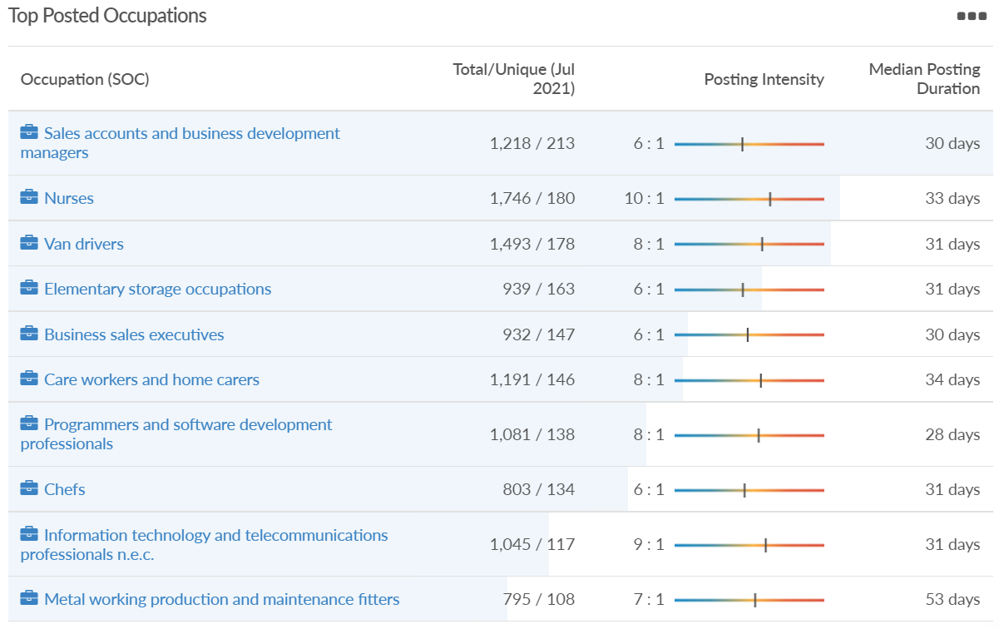 Top Posted Occupations
Occupation (SOC)
Total/Unique (Jul
2021)
Posting Intensity
Median Posting
Duration
Sales accounts and business development
managers
1,218 / 213
6 : 1
30 days
Nurses
1,746 / 180
10 : 1
33 days
Van drivers
1,493 / 178
8 : 1
31 days
Elementary storage occupations
939 / 163
6 : 1
31 days
Business sales executives
932 / 147
6 : 1
30 days
Care workers and home carers
1,191 / 146
8 : 1
34 days
Programmers and software development
professionals
1,081 / 138
8 : 1
28 days
Chefs
803 / 134
6 : 1
31 days
Information technology and telecommunications
professionals n.e.c.
1,045 / 117
9 : 1
31 days
Metal working production and maintenance fitters
795 / 108
7 : 1
53 days